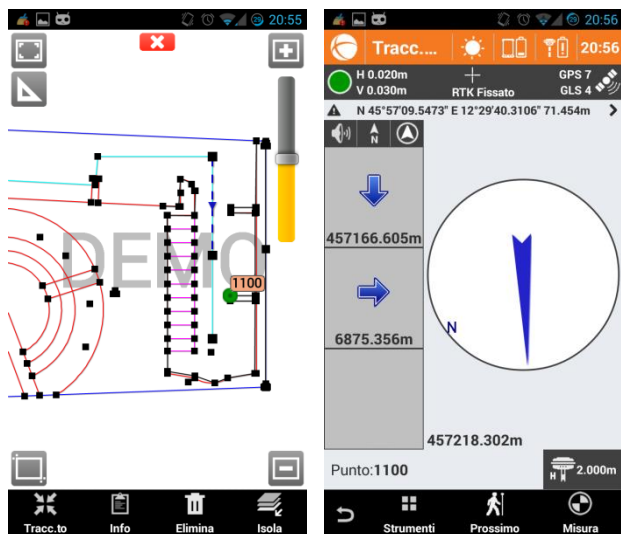 20:55
DEMO
1100
Tracc.to
Info
Elimina
Isola
20:56
Tracc....
20:56
H 0.020m
V 0.030m
RTK Fissato
GPS 7
GLS 4
N 45°57'09.5473" E 12°29'40.3106" 71.454m
N
457166.605m
6875.356m
N
457218.302m
Punto:1100
H
2.000m
Strumenti
Prossimo
Misura